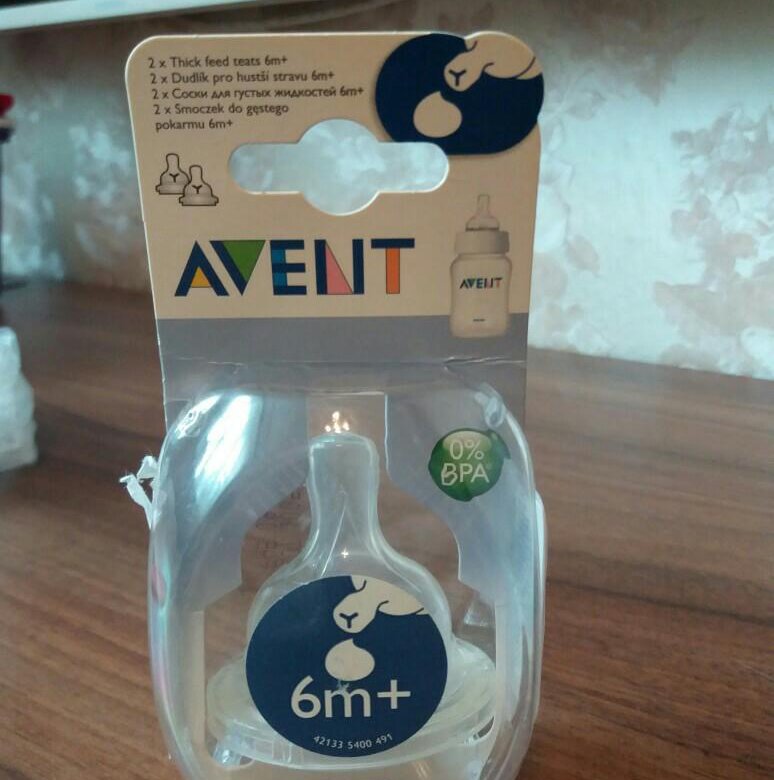 2 x Thick feed teats 6m+
2 x Dudlík pro hustší stravu 6m+
2 x Соски для густых жидкостей 6m+
2 x Smoczek do gęstego
pokarmu 6m+
AVENT
AVENT
0%
BPA
6m+
42133 5400 491